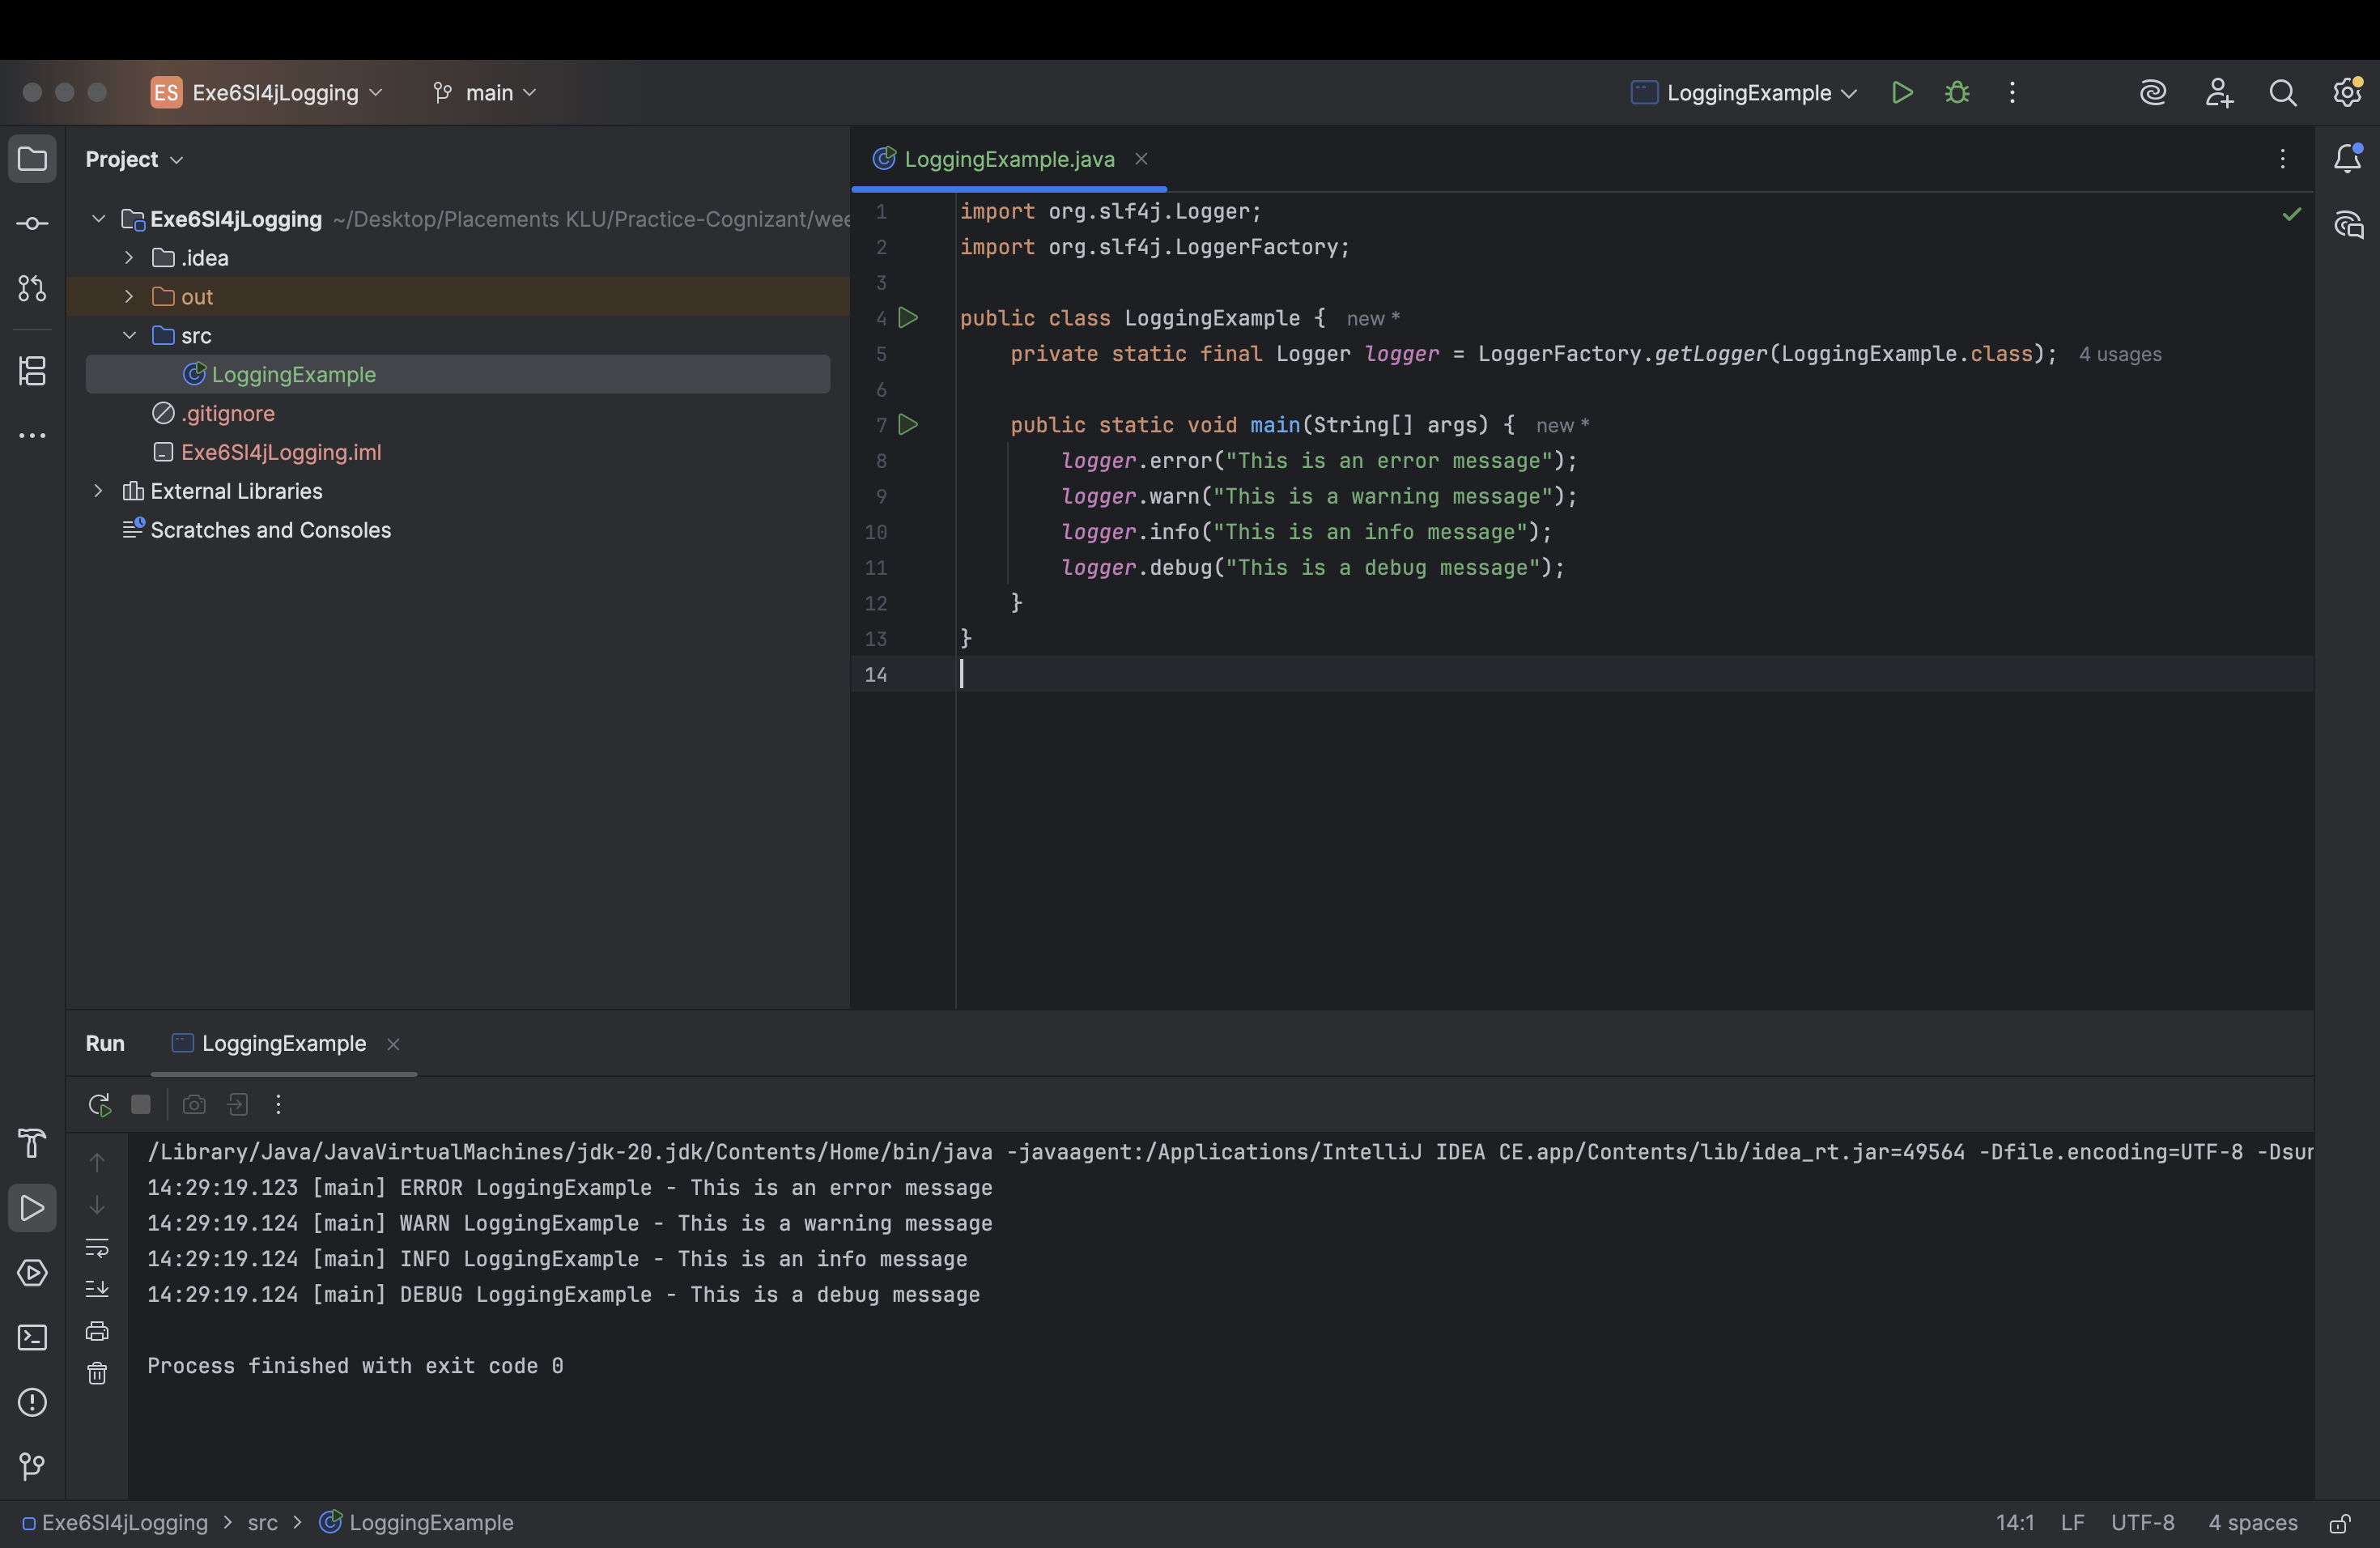 ES Exe6Sl4jLogging main LoggingExample
Project
Exe6Sl4jLogging ~/Desktop/Placements KLU/Practice-Cognizant/wee
.idea
out
src
LoggingExample
.gitignore
Exe6Sl4jLogging.iml
External Libraries
Scratches and Consoles
LoggingExample.java
1 import org.slf4j.Logger;
2 import org.slf4j.LoggerFactory;
3
4 public class LoggingExample { new *
5 private static final Logger logger = LoggerFactory.getLogger(LoggingExample.class); 4 usages
6
7 public static void main(String[] args) { new *
8 logger.error("This is an error message");
9 logger.warn("This is a warning message");
10 logger.info("This is an info message");
11 logger.debug("This is a debug message");
12 }
13 }
14
Run LoggingExample
/Library/Java/JavaVirtualMachines/jdk-20.jdk/Contents/Home/bin/java -javaagent:/Applications/IntelliJ IDEA CE.app/Contents/lib/idea_rt.jar=49564 -Dfile.encoding=UTF-8 -Dsun
14:29:19.123 [main] ERROR LoggingExample - This is an error message
14:29:19.124 [main] WARN LoggingExample - This is a warning message
14:29:19.124 [main] INFO LoggingExample - This is an info message
14:29:19.124 [main] DEBUG LoggingExample - This is a debug message
Process finished with exit code 0
Exe6Sl4jLogging > src > LoggingExample 14:1 LF UTF-8 4 spaces